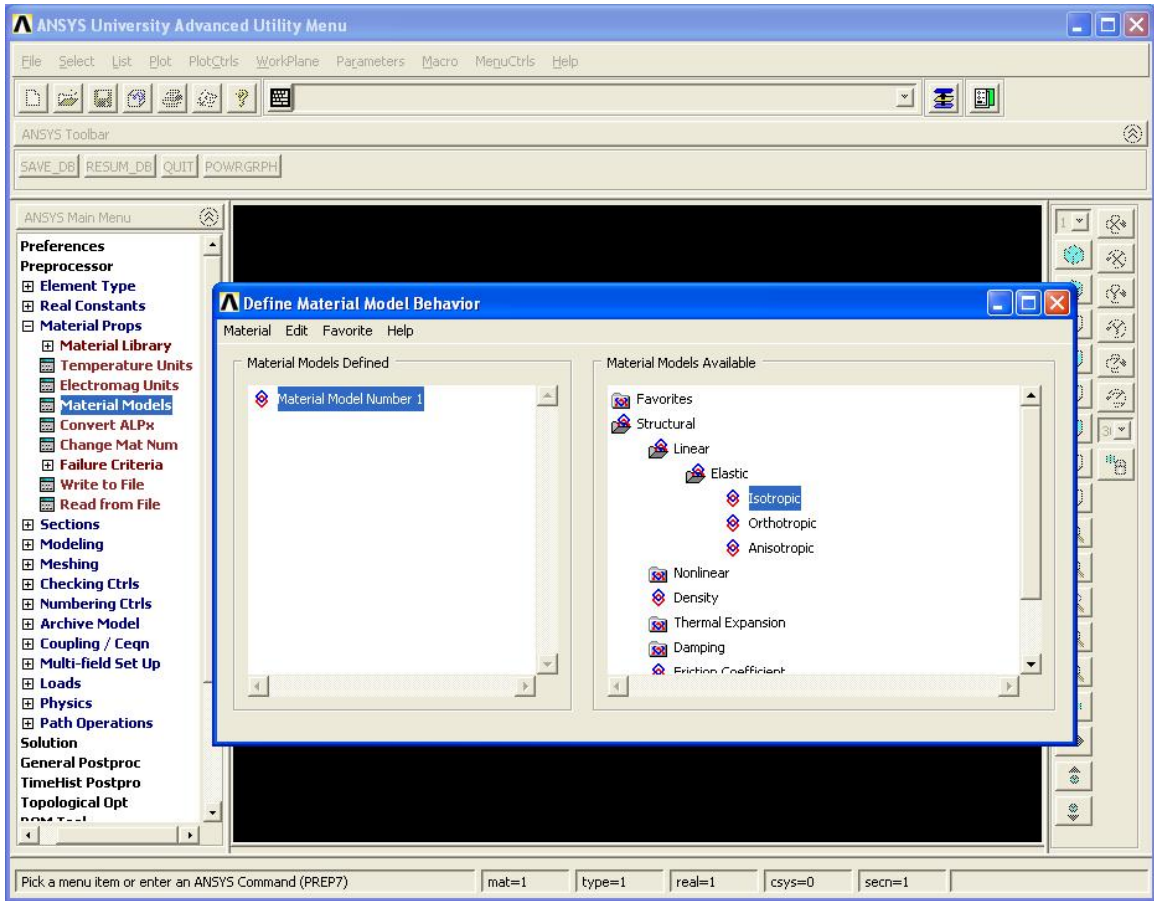 ANSYS University Advanced Utility Menu
File Select List Plot PlotCtrls WorkPlane Parameters Macro MenuCtrls Help
ANSYS Toolbar
SAVE_DB RESUM_DB QUIT POWRGRPH
ANSYS Main Menu
Preferences
Preprocessor
Element Type
Real Constants
Material Props
Material Library
Temperature Units
Electromag Units
Material Models
Convert ALPx
Change Mat Num
Failure Criteria
Write to File
Read from File
Sections
Modeling
Meshing
Checking Ctrls
Numbering Ctrls
Archive Model
Coupling / Ceqn
Multi-field Set Up
Loads
Physics
Path Operations
Solution
General Postproc
TimeHist Postpro
Topological Opt
Define Material Model Behavior
Material Edit Favorite Help
Material Models Defined
Material Model Number 1
Material Models Available
Favorites
Structural
Linear
Elastic
Isotropic
Orthotropic
Anisotropic
Nonlinear
Density
Thermal Expansion
Damping
Friction Coefficient
1
Pick a menu item or enter an ANSYS Command (PREP7) mat=1 type=1 real=1 csys=0 secn=1